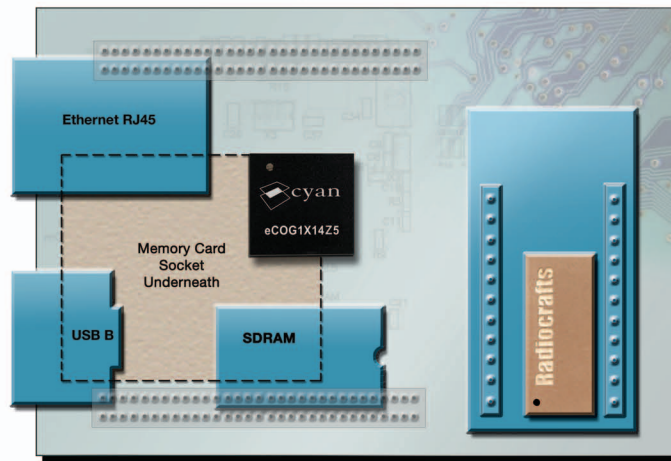 Ethernet RJ45
cyan
eCOG1X14Z5
Memory Card
Socket
Underneath
USB B
SDRAM
Radiocrafts